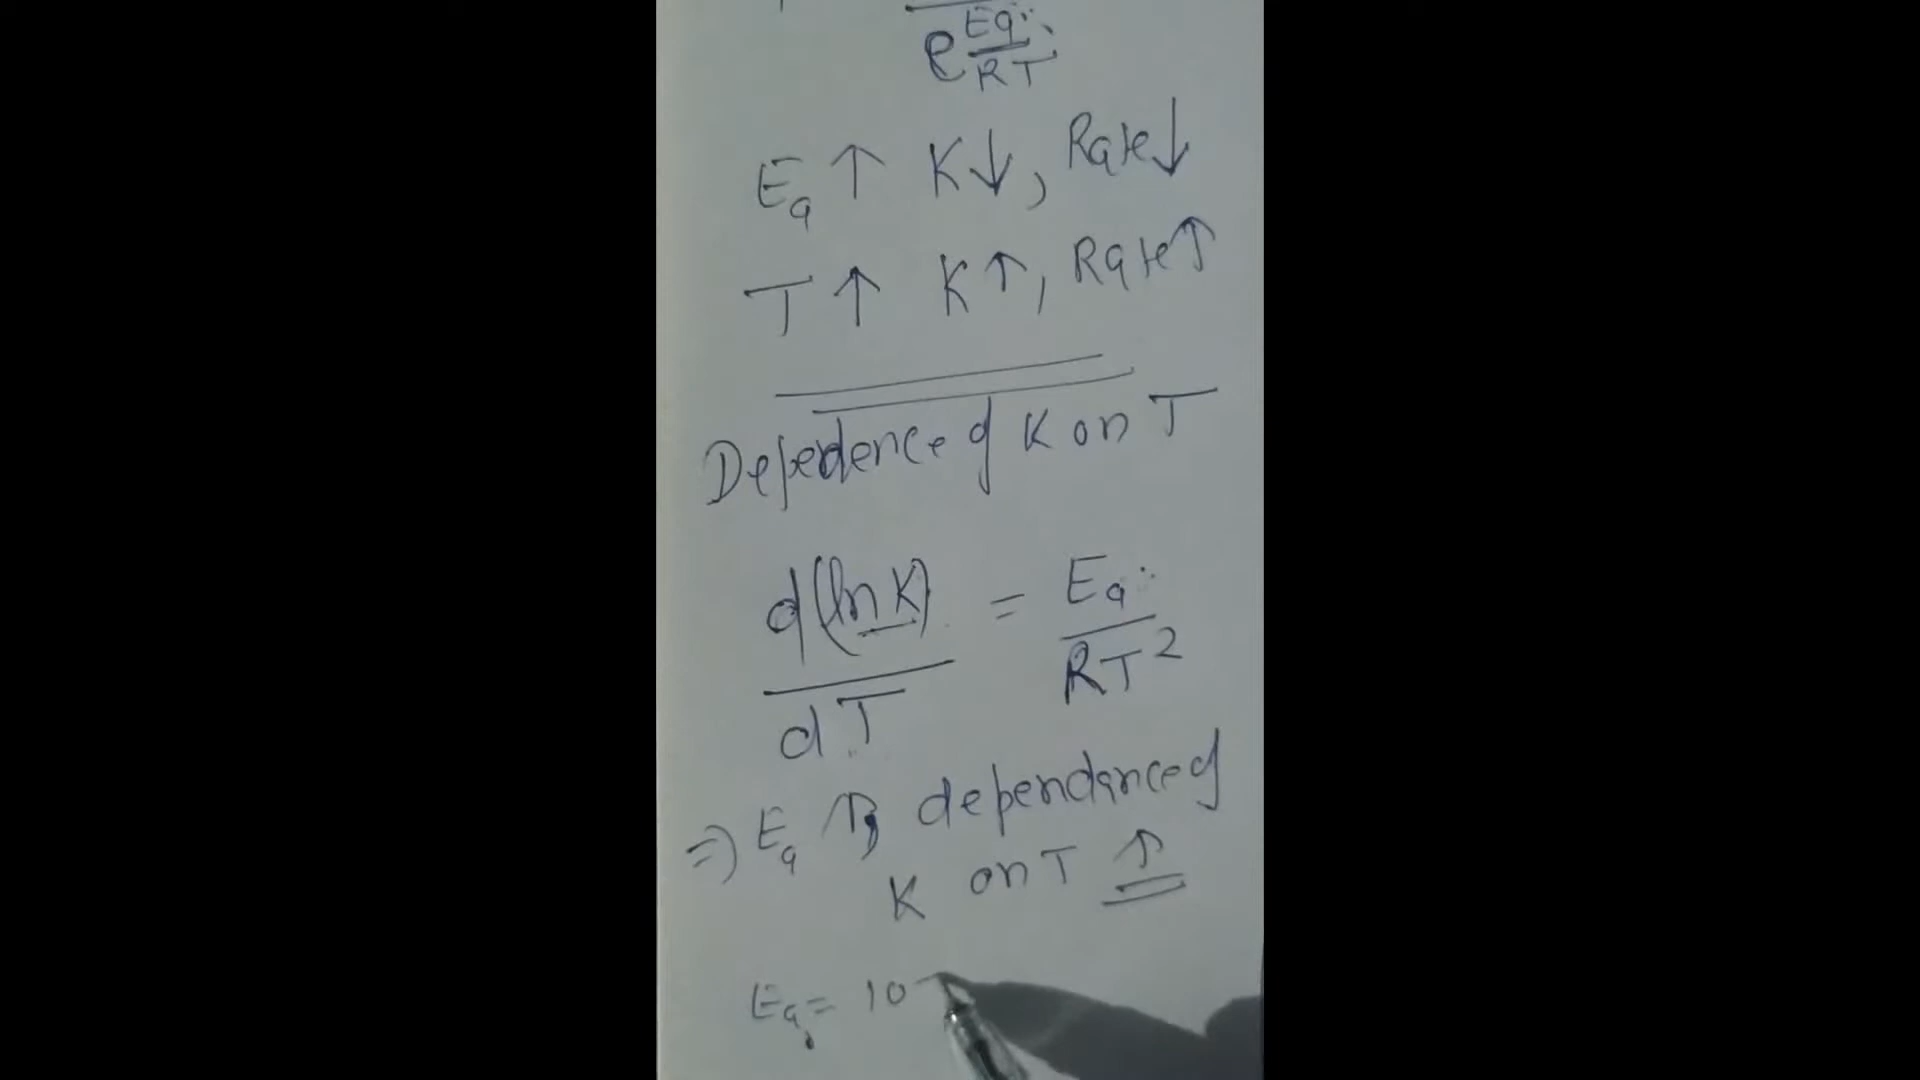 e^(Ea/RT)
Ea ↑ K↓, Rate↓
T ↑ K↑, Rate↑
Dependence of K on T
d(ln K)/dT = Ea/RT²
⇒ Ea ↑, dependance of
K on T ↑
Ea = 10